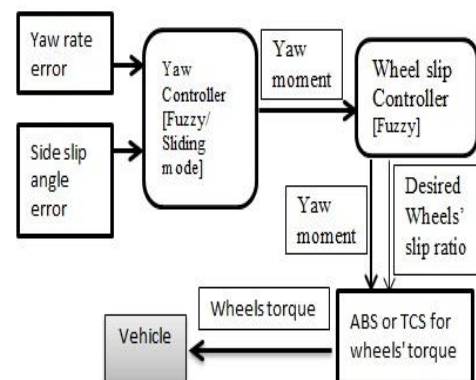 Yaw rate
error
Side slip
angle
error
Yaw
Controller
[Fuzzy/
Sliding
mode]
Yaw
moment
Wheel slip
Controller
[Fuzzy]
Yaw
moment
Desired
Wheels'
slip ratio
ABS or TCS for
wheels' torque
Wheels torque
Vehicle